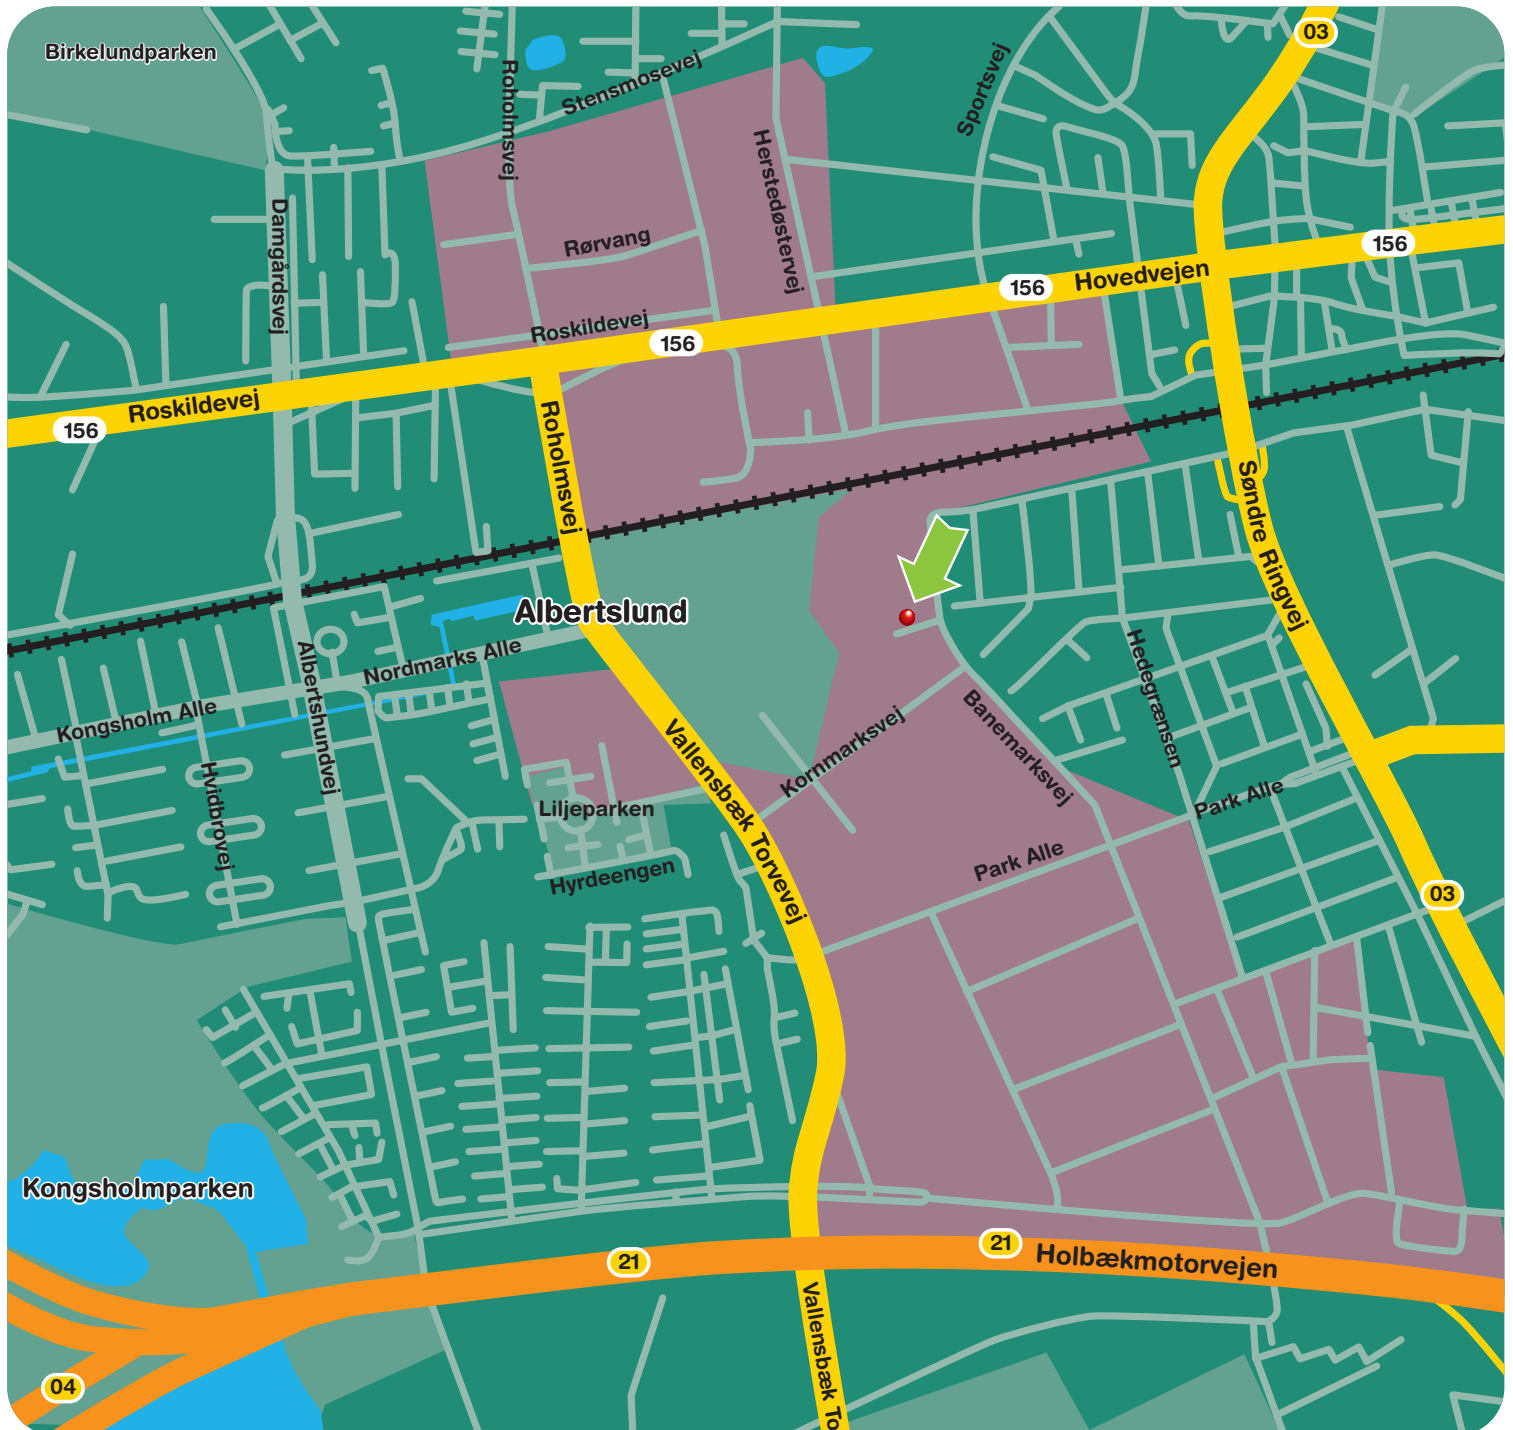 03
Birkelundparken
Roholmsvej
Stensmosevej
Sportsvej
Herstedøstervej
Damgårdsvej
Rørvang
156
Hovedvejen
156
Roskildevej
156
Roskildevej
156
Roholmsvej
Søndre Ringvej
Albertslund
Nordmarks Alle
Albertshundvej
Kongsholm Alle
Hedegrænsen
Banemarksvej
Kornmarksvej
Vallensbæk Torvevej
Hvidbrovej
Liljeparken
Park Alle
Park Alle
Hyrdeengen
03
Kongsholmparken
21
21
Holbækmotorvejen
Vallensbæk To
04